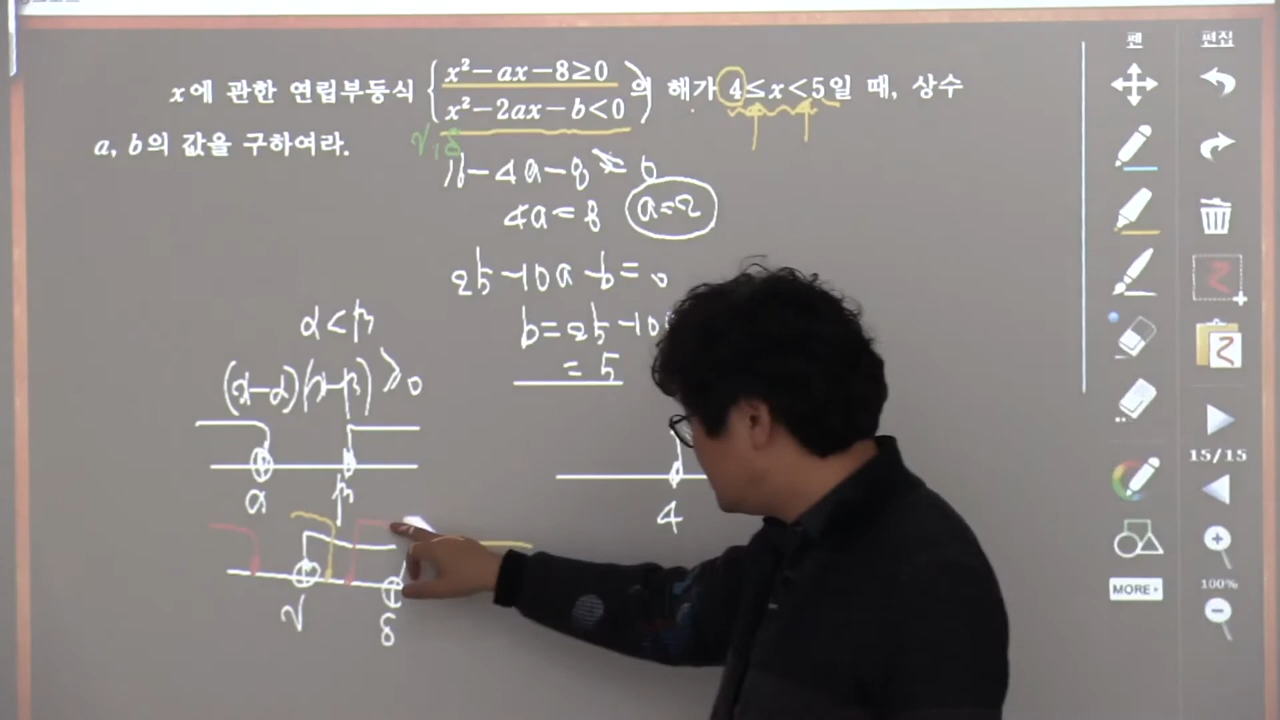 x에 관한 연립부등식 { x²-ax-8≥0 의 해가 4≤x<5일 때, 상수
x²-2ax-b<0
a, b의 값을 구하여라.
γ, δ
16-4a-8≥0
4a=8 a=2
25-10a-b=0
b=25-10
=5
α<β
(x-α)(x-β)≥0
α β
4
γ δ
펜
편집
15/15
100%
MORE